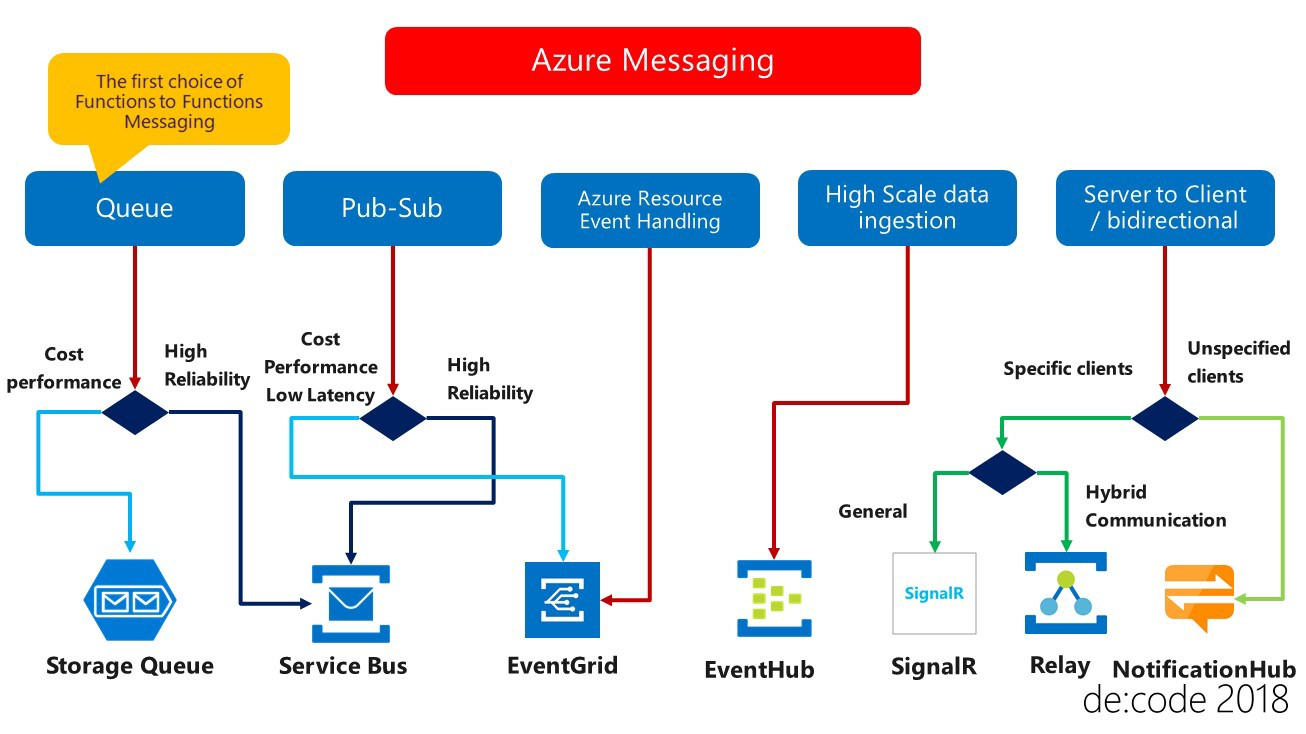 Azure Messaging
The first choice of
Functions to Functions
Messaging
Queue
Pub-Sub
Azure Resource
Event Handling
High Scale data
ingestion
Server to Client
/ bidirectional
Cost
performance
High
Reliability
Cost
Performance
Low Latency
High
Reliability
Specific clients
Unspecified
clients
General
Hybrid
Communication
SignalR
Storage Queue
Service Bus
EventGrid
EventHub
SignalR
Relay
NotificationHub
de:code 2018